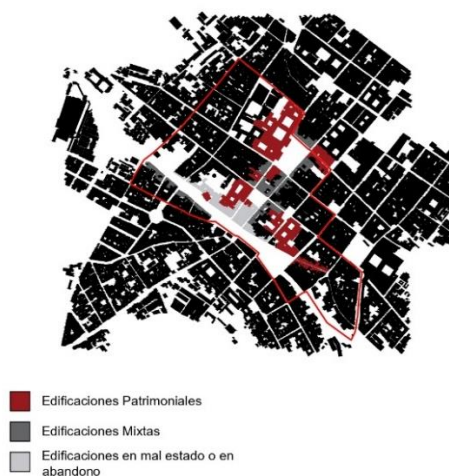 Edificaciones Patrimoniales
Edificaciones Mixtas
Edificaciones en mal estado o en
abandono